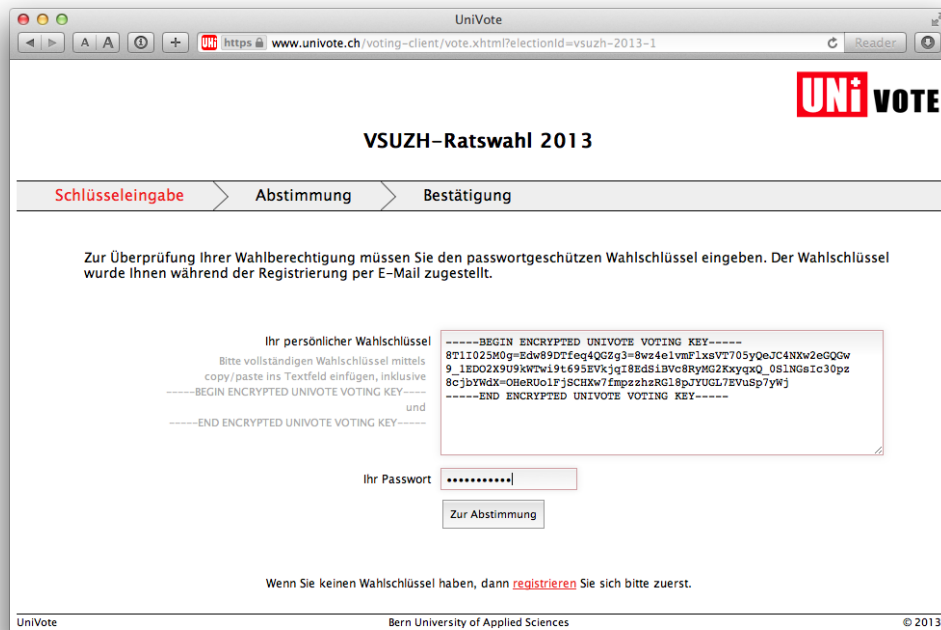 UniVote
A A + UNi https www.univote.ch/voting-client/vote.xhtml?electionId=vsuzh-2013-1 Reader
UNi VOTE
VSUZH-Ratswahl 2013
Schlüsseleingabe Abstimmung Bestätigung
Zur Überprüfung Ihrer Wahlberechtigung müssen Sie den passwortgeschützen Wahlschlüssel eingeben. Der Wahlschlüssel
wurde Ihnen während der Registrierung per E-Mail zugestellt.
Ihr persönlicher Wahlschlüssel
Bitte vollständigen Wahlschlüssel mittels
copy/paste ins Textfeld einfügen, inklusive
-----BEGIN ENCRYPTED UNIVOTE VOTING KEY----
und
-----END ENCRYPTED UNIVOTE VOTING KEY-----
-----BEGIN ENCRYPTED UNIVOTE VOTING KEY-----
8TlI025M0g=Edw89DTfeq4QGZg3=8wz4elvmFlxsVT705yQeJC4NXw2eGQGw
9_lEDO2X9U9kWTwi9t695EVkjqI8EdSiBVc8RyMG2KxyqxQ_0SlNGsIc30pz
8cjbYWdX=OHeRUolFjSCHXw7fmpzzhzRGl8pJYUGL7EVuSp7yWj
-----END ENCRYPTED UNIVOTE VOTING KEY-----
Ihr Passwort
Zur Abstimmung
Wenn Sie keinen Wahlschlüssel haben, dann registrieren Sie sich bitte zuerst.
UniVote Bern University of Applied Sciences © 2013